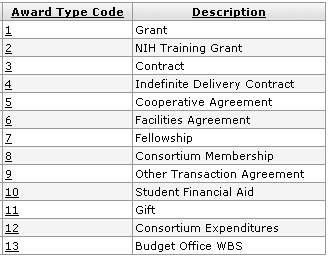 Award Type Code Description
1 Grant
2 NIH Training Grant
3 Contract
4 Indefinite Delivery Contract
5 Cooperative Agreement
6 Facilities Agreement
7 Fellowship
8 Consortium Membership
9 Other Transaction Agreement
10 Student Financial Aid
11 Gift
12 Consortium Expenditures
13 Budget Office WBS